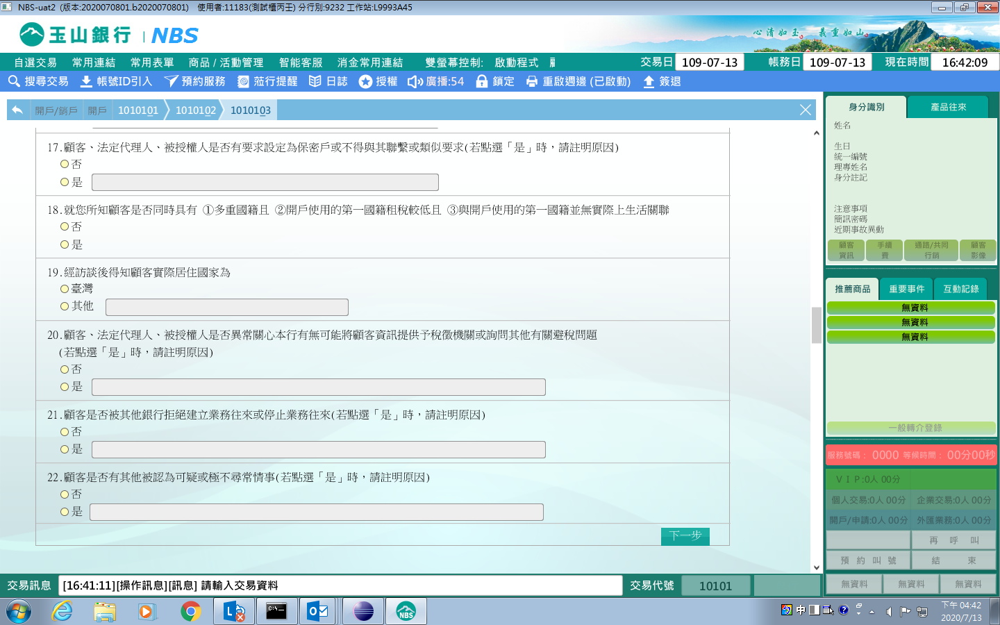 NBS-uat2 (版本:2020070801.b2020070801) 使用者:11183(測試櫃丙壬) 分行別:9232 工作站:L9993A45
玉山銀行 NBS
心清如玉 義重如山
自選交易 常用連結 常用表單 商品/活動管理 智能客服 消金常用連結 雙螢幕控制: 啟動程式
交易日 109-07-13 帳務日 109-07-13 現在時間 16:42:09
搜尋交易 帳號ID引入 預約服務 蒞行提醒 日誌 授權 廣播:54 鎖定 重啟週邊 (已啟動) 簽退
開戶/銷戶 開戶 1010101 1010102 1010103
17.顧客、法定代理人、被授權人是否有要求設定為保密戶或不得與其聯繫或類似要求(若點選「是」時，請註明原因)
否
是
18.就您所知顧客是否同時具有 ①多重國籍且 ②開戶使用的第一國籍租稅較低且 ③與開戶使用的第一國籍並無實際上生活關聯
否
是
19.經訪談後得知顧客實際居住國家為
臺灣
其他
20.顧客、法定代理人、被授權人是否異常關心本行有無可能將顧客資訊提供予稅徵機關或詢問其他有關避稅問題
(若點選「是」時，請註明原因)
否
是
21.顧客是否被其他銀行拒絕建立業務往來或停止業務往來(若點選「是」時，請註明原因)
否
是
22.顧客是否有其他被認為可疑或極不尋常情事(若點選「是」時，請註明原因)
否
是
下一步
身分識別 產品往來
姓名
生日
統一編號
理專姓名
身分註記
注意事項
簡訊密碼
近期事故異動
顧客資訊 手續費 通路/共同行銷 顧客影像
推薦商品 重要事件 互動記錄
無資料
無資料
無資料
一般轉介登錄
服務號碼： 0000 等候時間： 00分00秒
ＶＩＰ:0人 00分
個人交易:0人 00分 企業交易:0人 00分
開戶/申請:0人 00分 外匯業務:0人 00分
再 呼 叫
預 約 叫 號 結 束
無資料 無資料 無資料
交易訊息 [16:41:11][操作訊息][訊息] 請輸入交易資料 交易代號 10101
NBS
中
下午 04:42
2020/7/13